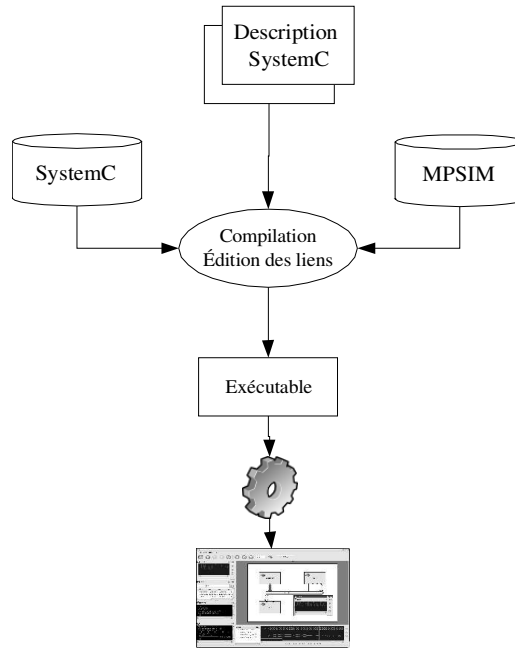 Description
SystemC
SystemC
MPSIM
Compilation
Édition des liens
Exécutable